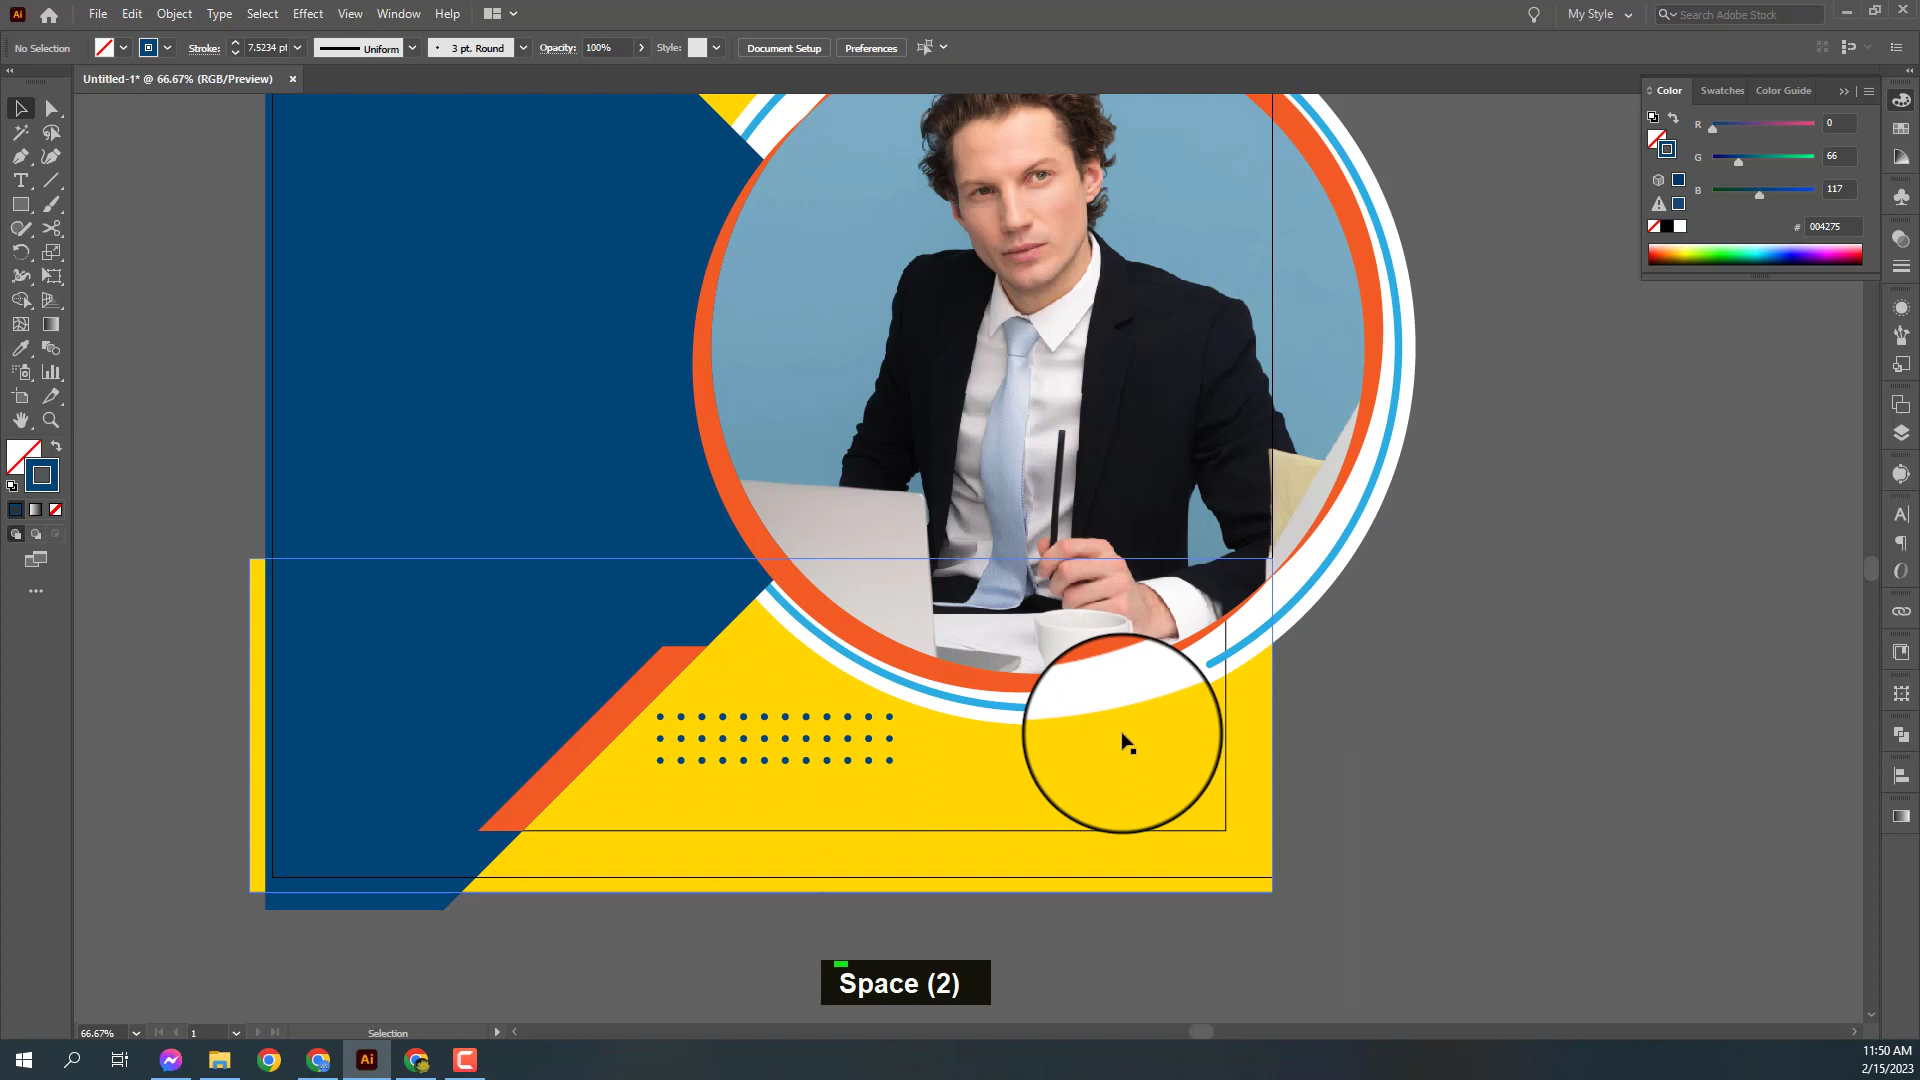 File Edit Object Type Select Effect View Window Help
My Style
Search Adobe Stock
No Selection
Stroke:
7.5234 pt
Uniform
3 pt. Round
Opacity:
100%
Style:
Document Setup
Preferences
Untitled-1* @ 66.67% (RGB/Preview)
Color
Swatches
Color Guide
R
0
G
66
B
117
#
004275
Space (2)
66.67%
1
Selection
11:50 AM
2/15/2023